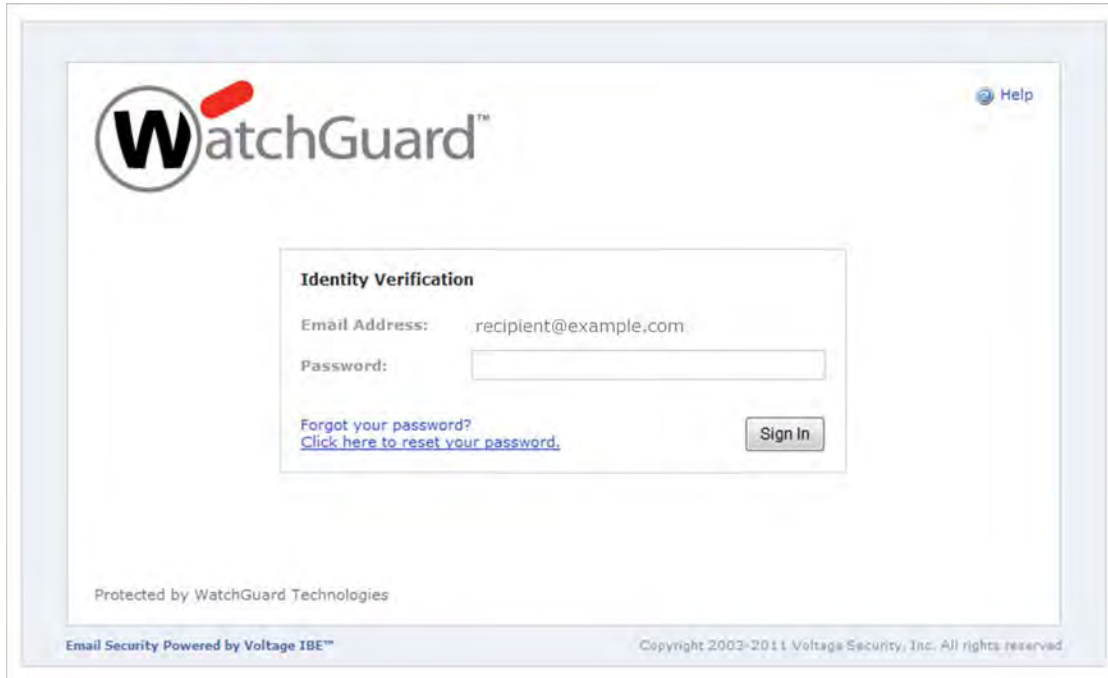 WatchGuard™
Help
Identity Verification
Email Address: recipient@example.com
Password:
Forgot your password?
Click here to reset your password.
Sign In
Protected by WatchGuard Technologies
Email Security Powered by Voltage IBE™
Copyright 2003-2011 Voltage Security, Inc. All rights reserved